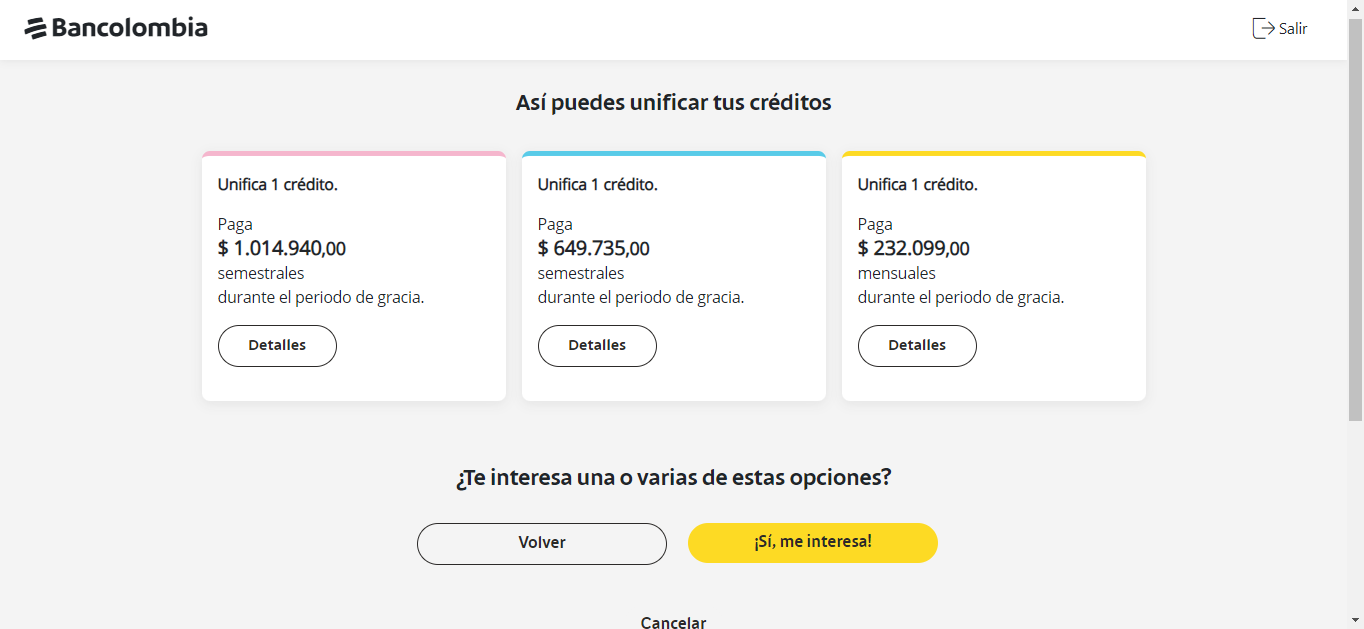 Bancolombia
Salir
Así puedes unificar tus créditos
Unifica 1 crédito.
Paga
$ 1.014.940,00
semestrales
durante el periodo de gracia.
Detalles
Unifica 1 crédito.
Paga
$ 649.735,00
semestrales
durante el periodo de gracia.
Detalles
Unifica 1 crédito.
Paga
$ 232.099,00
mensuales
durante el periodo de gracia.
Detalles
¿Te interesa una o varias de estas opciones?
Volver
¡Sí, me interesa!
Cancelar